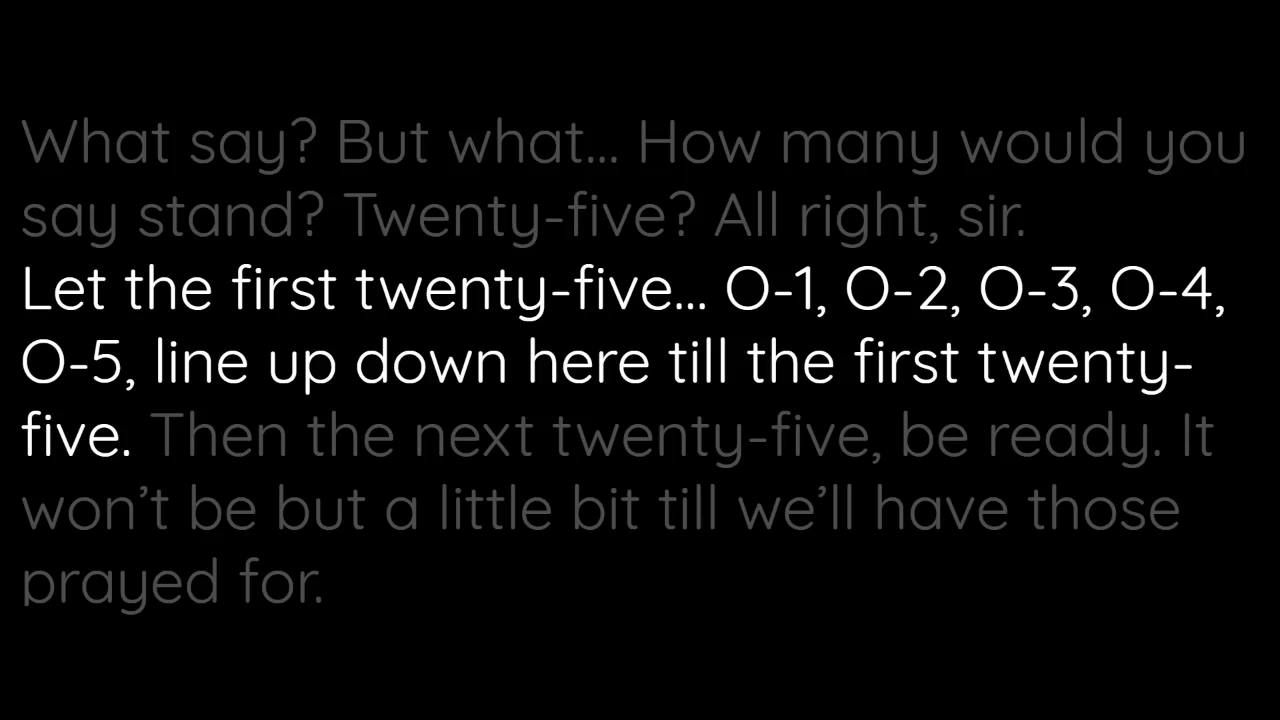 What say? But what... How many would you
say stand? Twenty-five? All right, sir.
Let the first twenty-five... O-1, O-2, O-3, O-4,
O-5, line up down here till the first twenty-
five. Then the next twenty-five, be ready. It
won’t be but a little bit till we’ll have those
prayed for.